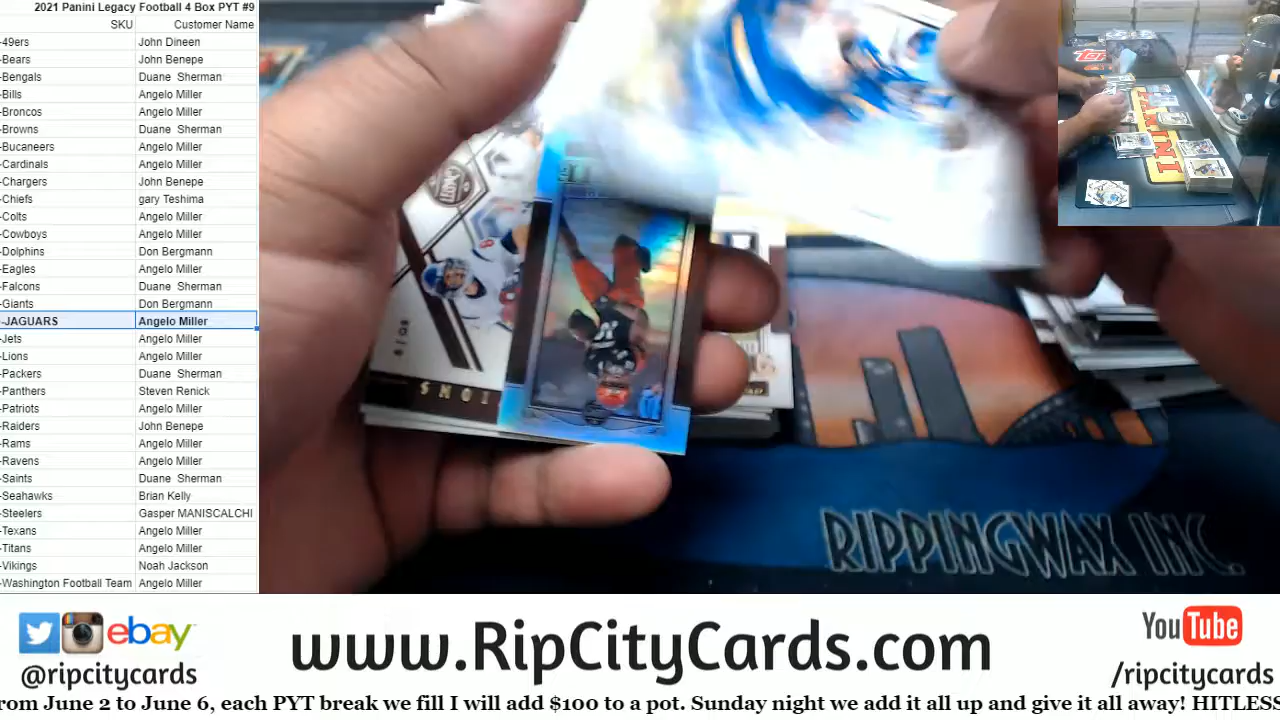 2021 Panini Legacy Football 4 Box PYT #9
SKU Customer Name
-49ers John Dineen
-Bears John Benepe
-Bengals Duane Sherman
-Bills Angelo Miller
-Broncos Angelo Miller
-Browns Duane Sherman
-Bucaneers Angelo Miller
-Cardinals Angelo Miller
-Chargers John Benepe
-Chiefs gary Teshima
-Colts Angelo Miller
-Cowboys Angelo Miller
-Dolphins Don Bergmann
-Eagles Angelo Miller
-Falcons Duane Sherman
-Giants Don Bergmann
-JAGUARS Angelo Miller
-Jets Angelo Miller
-Lions Angelo Miller
-Packers Duane Sherman
-Panthers Steven Renick
-Patriots Angelo Miller
-Raiders John Benepe
-Rams Angelo Miller
-Ravens Angelo Miller
-Saints Duane Sherman
-Seahawks Brian Kelly
-Steelers Gasper MANISCALCHI
-Texans Angelo Miller
-Titans Angelo Miller
-Vikings Noah Jackson
-Washington Football Team Angelo Miller
RIPPINGWAX INC.
ebay
@ripcitycards
www.RipCityCards.com
YouTube
/ripcitycards
rom June 2 to June 6, each PYT break we fill I will add $100 to a pot. Sunday night we add it all up and give it all away! HITLESS